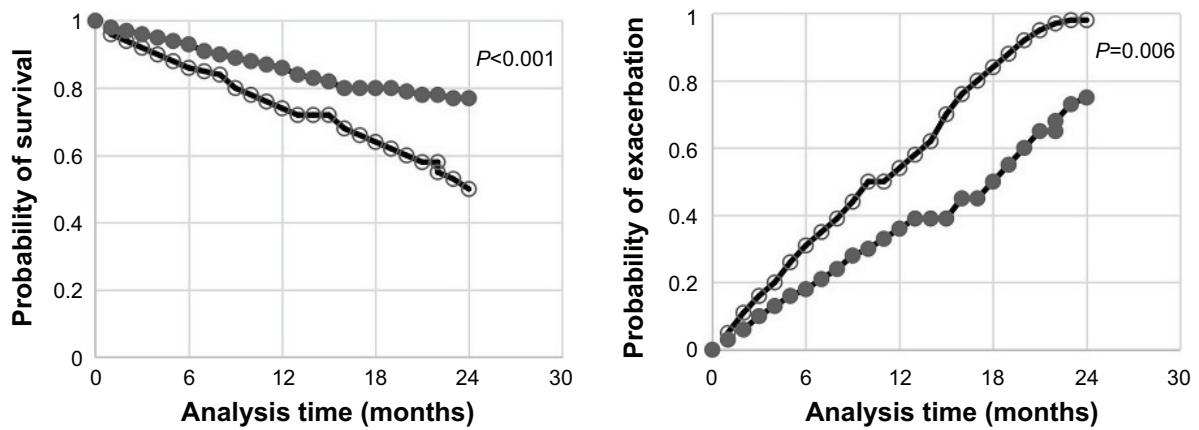 Probability of survival
1
0.8
0.6
0.4
0.2
0
0 6 12 18 24 30
Analysis time (months)
P<0.001
Probability of exacerbation
1
0.8
0.6
0.4
0.2
0
0 6 12 18 24 30
Analysis time (months)
P=0.006